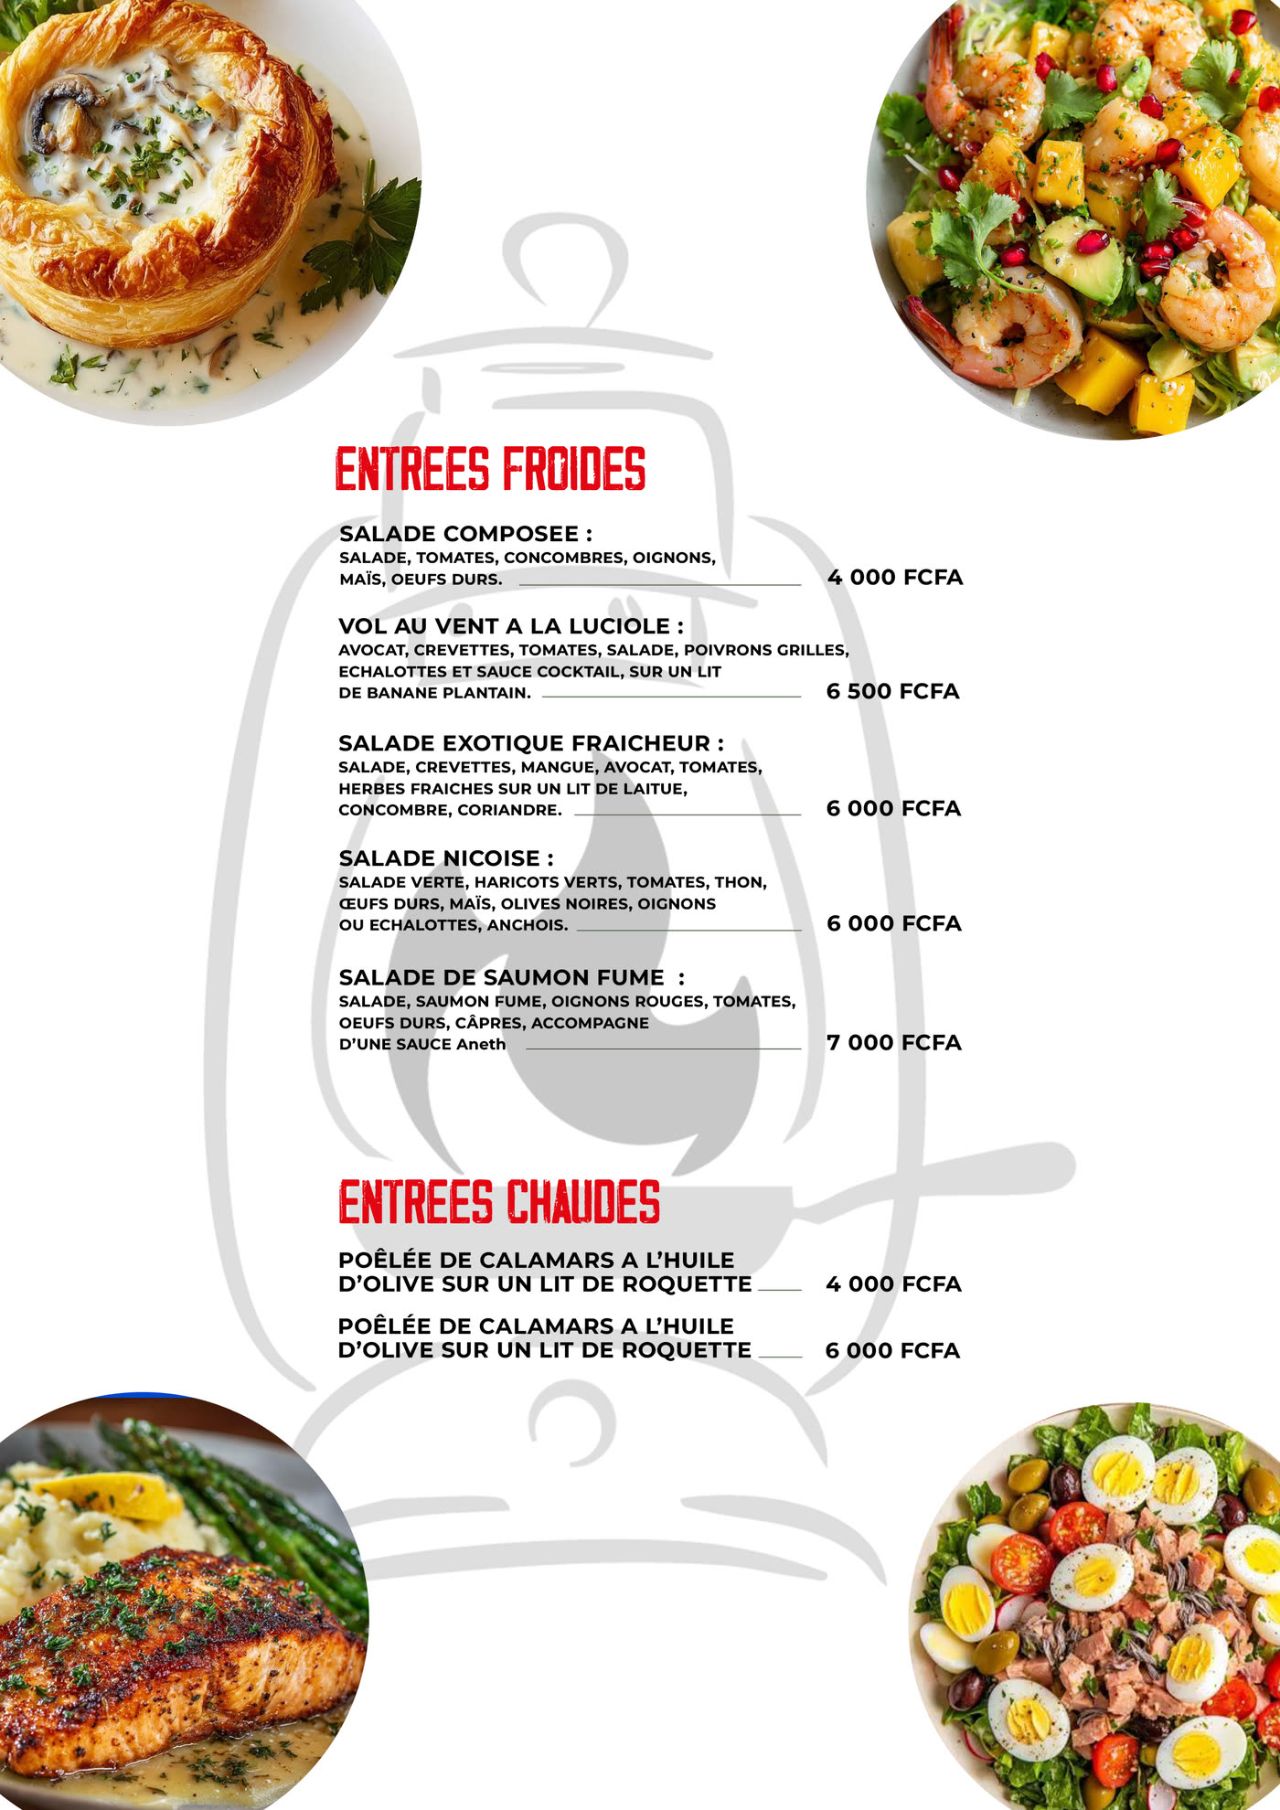 ENTREES FROIDES
SALADE COMPOSEE :
SALADE, TOMATES, CONCOMBRES, OIGNONS,
MAÏS, OEUFS DURS. 4 000 FCFA
VOL AU VENT A LA LUCIOLE :
AVOCAT, CREVETTES, TOMATES, SALADE, POIVRONS GRILLES,
ECHALOTTES ET SAUCE COCKTAIL, SUR UN LIT
DE BANANE PLANTAIN. 6 500 FCFA
SALADE EXOTIQUE FRAICHEUR :
SALADE, CREVETTES, MANGUE, AVOCAT, TOMATES,
HERBES FRAICHES SUR UN LIT DE LAITUE,
CONCOMBRE, CORIANDRE. 6 000 FCFA
SALADE NICOISE :
SALADE VERTE, HARICOTS VERTS, TOMATES, THON,
ŒUFS DURS, MAÏS, OLIVES NOIRES, OIGNONS
OU ECHALOTTES, ANCHOIS. 6 000 FCFA
SALADE DE SAUMON FUME :
SALADE, SAUMON FUME, OIGNONS ROUGES, TOMATES,
OEUFS DURS, CÂPRES, ACCOMPAGNE
D'UNE SAUCE Aneth 7 000 FCFA
ENTREES CHAUDES
POÊLÉE DE CALAMARS A L'HUILE
D'OLIVE SUR UN LIT DE ROQUETTE 4 000 FCFA
POÊLÉE DE CALAMARS A L'HUILE
D'OLIVE SUR UN LIT DE ROQUETTE 6 000 FCFA